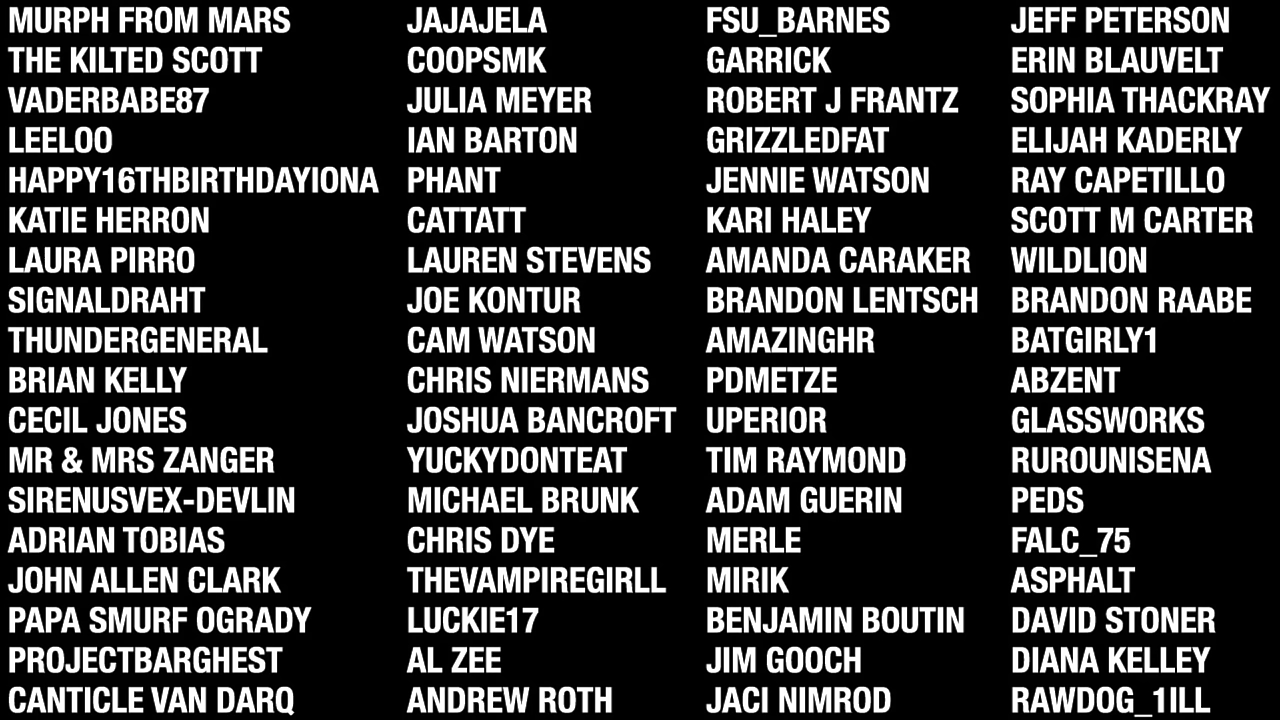 MURPH FROM MARS
THE KILTED SCOTT
VADERBABE87
LEELOO
HAPPY16THBIRTHDAYIONA
KATIE HERRON
LAURA PIRRO
SIGNALDRAHT
THUNDERGENERAL
BRIAN KELLY
CECIL JONES
MR & MRS ZANGER
SIRENUSVEX-DEVLIN
ADRIAN TOBIAS
JOHN ALLEN CLARK
PAPA SMURF OGRADY
PROJECTBARGHEST
CANTICLE VAN DARQ
JAJAJELA
COOPSMK
JULIA MEYER
IAN BARTON
PHANT
CATTATT
LAUREN STEVENS
JOE KONTUR
CAM WATSON
CHRIS NIERMANS
JOSHUA BANCROFT
YUCKYDONTEAT
MICHAEL BRUNK
CHRIS DYE
THEVAMPIREGIRLL
LUCKIE17
AL ZEE
ANDREW ROTH
FSU_BARNES
GARRICK
ROBERT J FRANTZ
GRIZZLEDFAT
JENNIE WATSON
KARI HALEY
AMANDA CARAKER
BRANDON LENTSCH
AMAZINGHR
PDMETZE
UPERIOR
TIM RAYMOND
ADAM GUERIN
MERLE
MIRIK
BENJAMIN BOUTIN
JIM GOOCH
JACI NIMROD
JEFF PETERSON
ERIN BLAUVELT
SOPHIA THACKRAY
ELIJAH KADERLY
RAY CAPETILLO
SCOTT M CARTER
WILDLION
BRANDON RAABE
BATGIRLY1
ABZENT
GLASSWORKS
RUROUNISENA
PEDS
FALC_75
ASPHALT
DAVID STONER
DIANA KELLEY
RAWDOG_1ILL